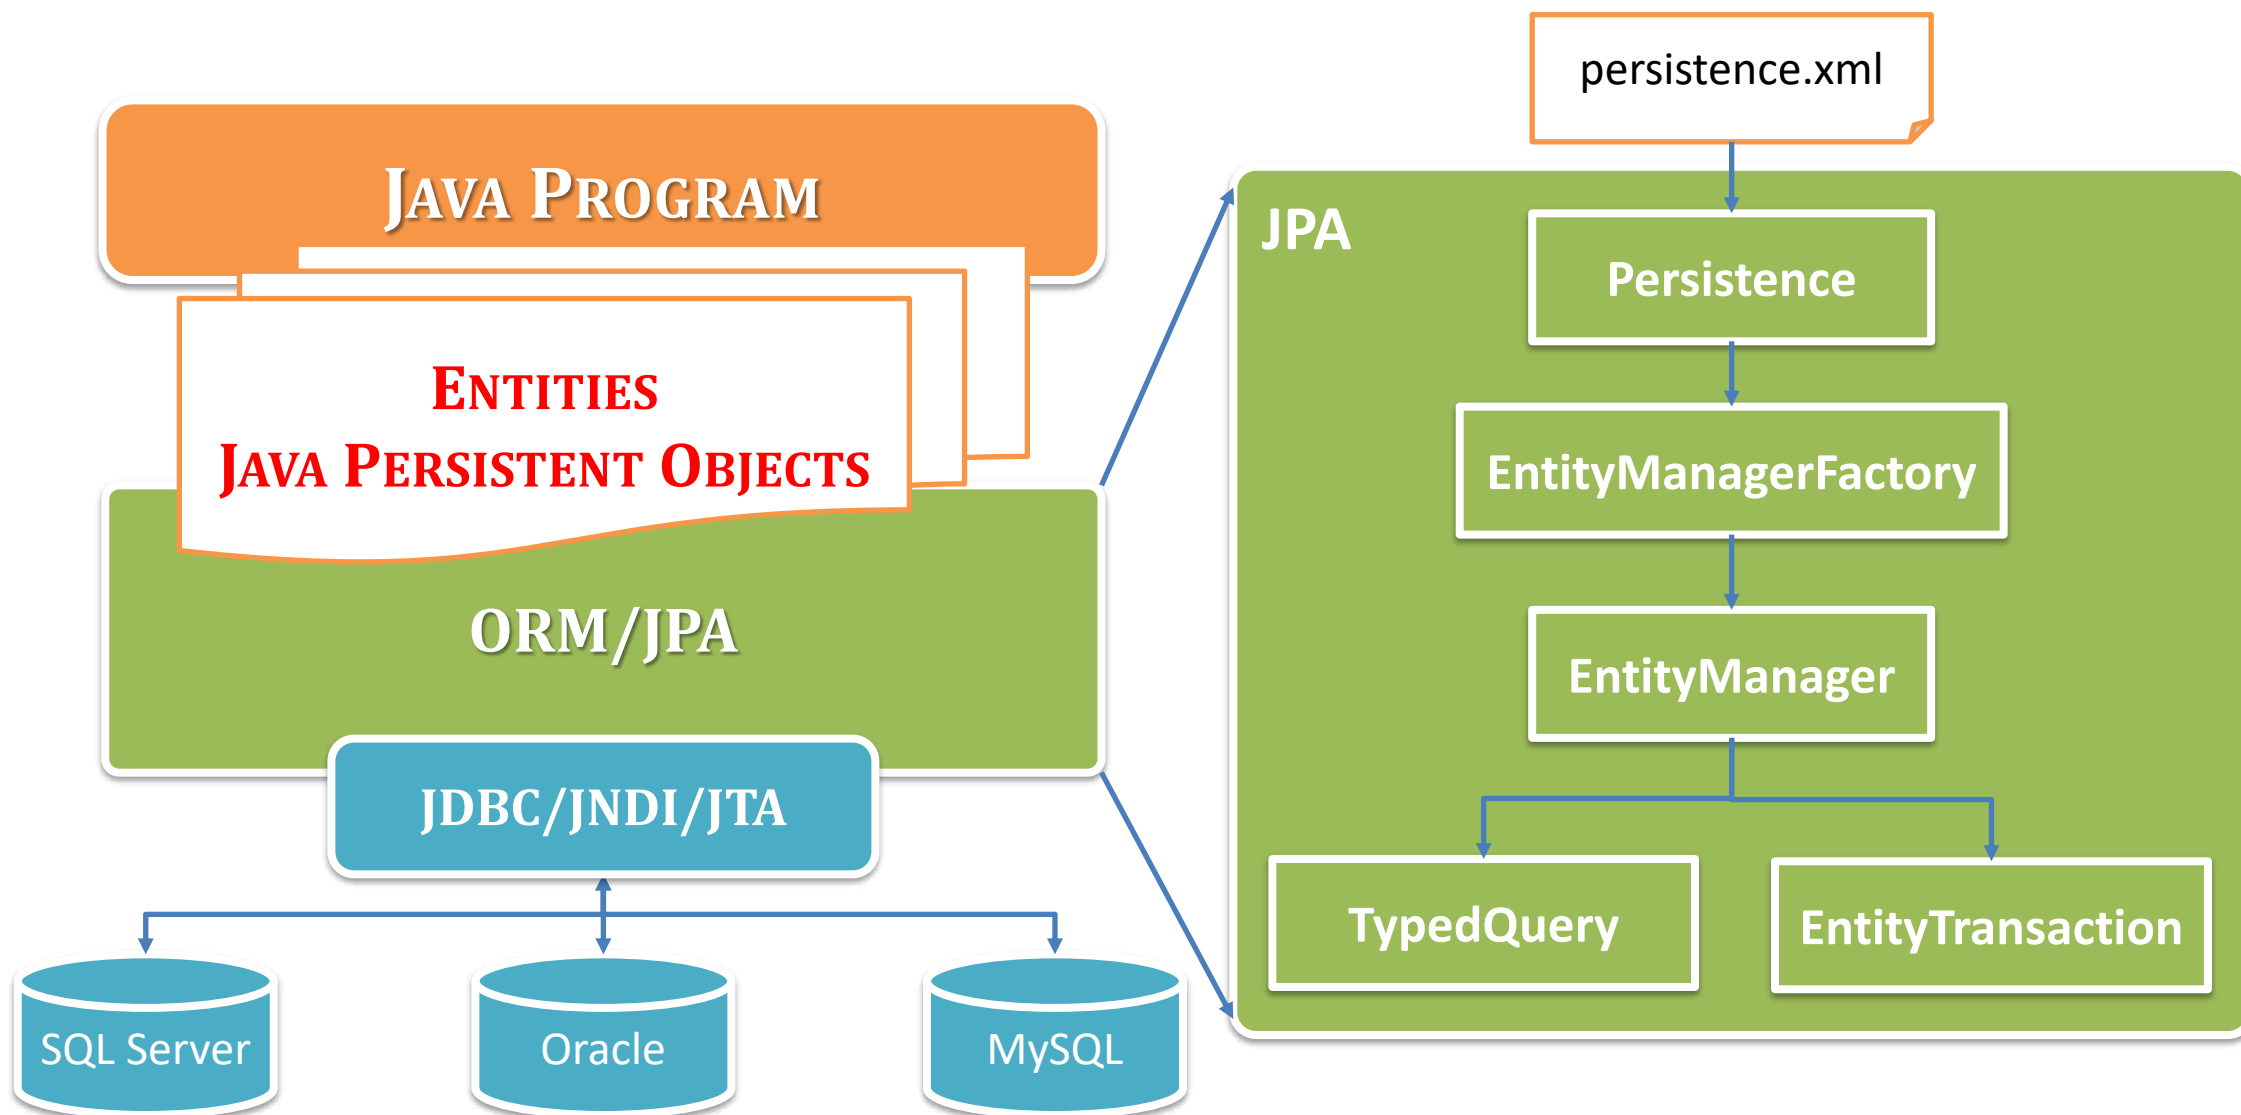 JAVA PROGRAM
ENTITIES
JAVA PERSISTENT OBJECTS
ORM/JPA
JDBC/JNDI/JTA
SQL Server
Oracle
MySQL
persistence.xml
JPA
Persistence
EntityManagerFactory
EntityManager
TypedQuery
EntityTransaction